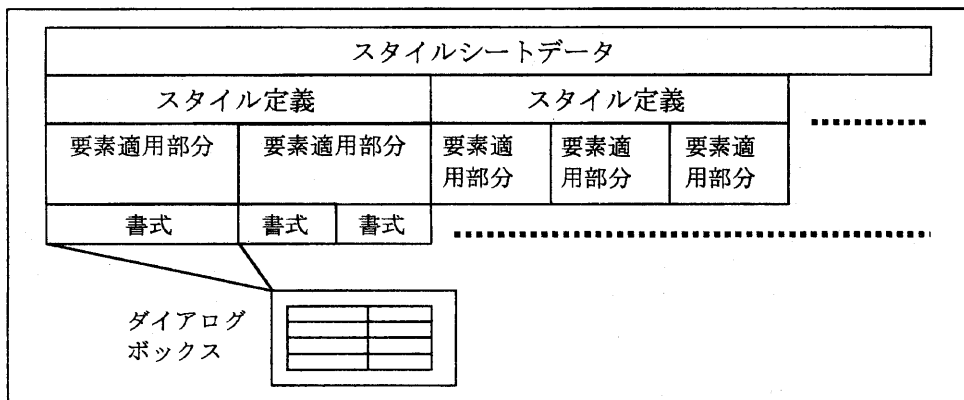 スタイルシートデータ
スタイル定義 スタイル定義
要素適用部分 要素適用部分 要素適 要素適 要素適
用部分 用部分 用部分
書式 書式 書式
ダイアログ
ボックス